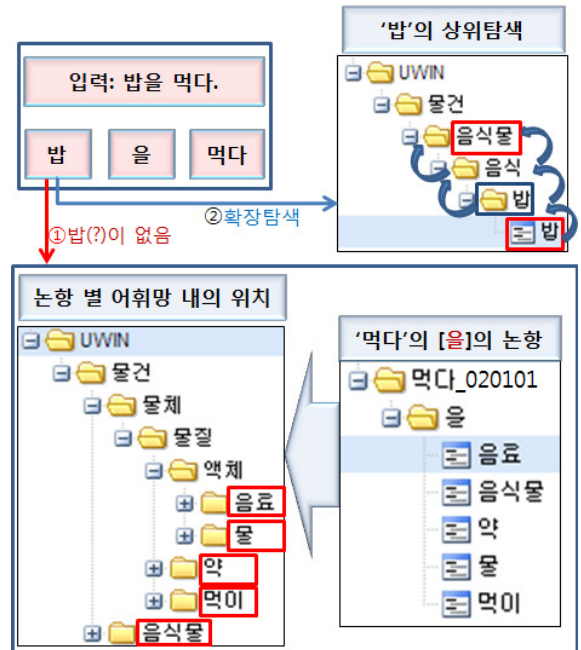 '밥'의 상위탐색
입력: 밥을 먹다.
밥 을 먹다
UWIN
물건
음식물
음식
밥
밥
②확장탐색
①밥(?)이 없음
논항 별 어휘망 내의 위치
UWIN
물건
물체
물질
액체
음료
물
약
먹이
음식물
'먹다'의 [을]의 논항
먹다_020101
을
음료
음식물
약
물
먹이